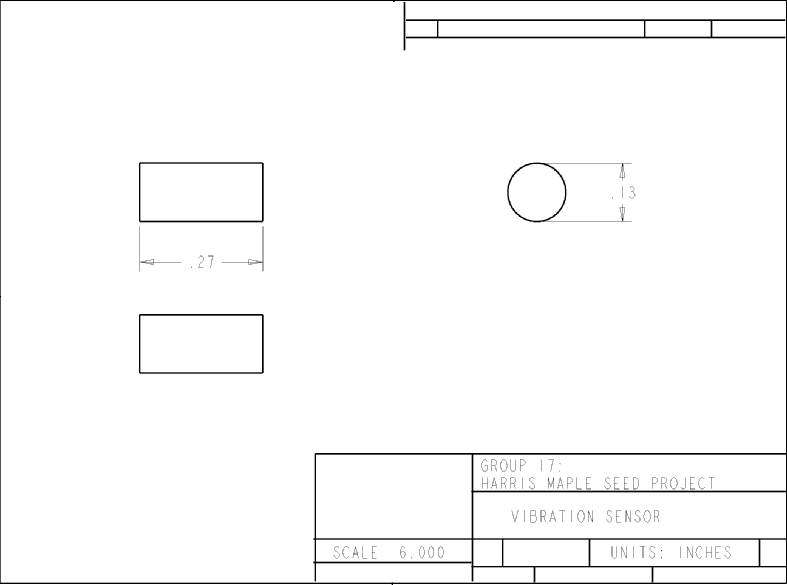 .13
.27
GROUP 17:
HARRIS MAPLE SEED PROJECT
VIBRATION SENSOR
SCALE 6.000
UNITS: INCHES